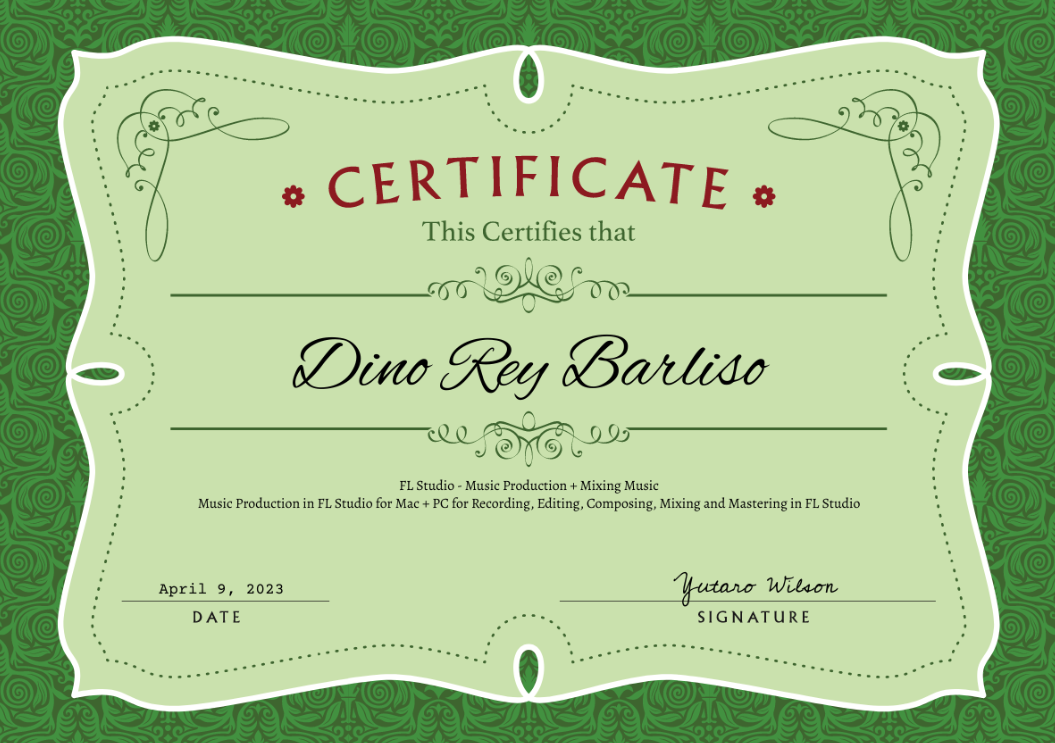 CERTIFICATE
This Certifies that
Dino Rey Barliso
FL Studio - Music Production + Mixing Music
Music Production in FL Studio for Mac + PC for Recording, Editing, Composing, Mixing and Mastering in FL Studio
April 9, 2023
Yutaro Wilson
DATE
SIGNATURE